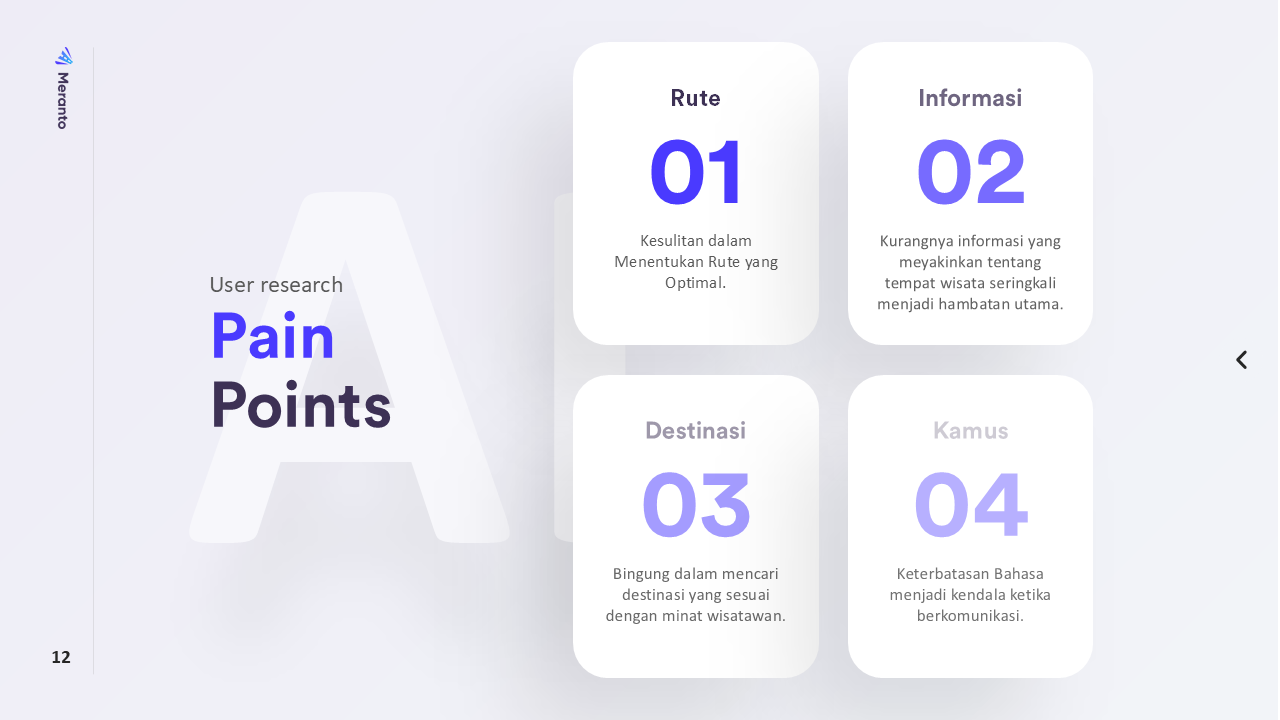 Meranto
User research
Pain
Points
Rute
01
Kesulitan dalam
Menentukan Rute yang
Optimal.
Informasi
02
Kurangnya informasi yang
meyakinkan tentang
tempat wisata seringkali
menjadi hambatan utama.
Destinasi
03
Bingung dalam mencari
destinasi yang sesuai
dengan minat wisatawan.
Kamus
04
Keterbatasan Bahasa
menjadi kendala ketika
berkomunikasi.
12